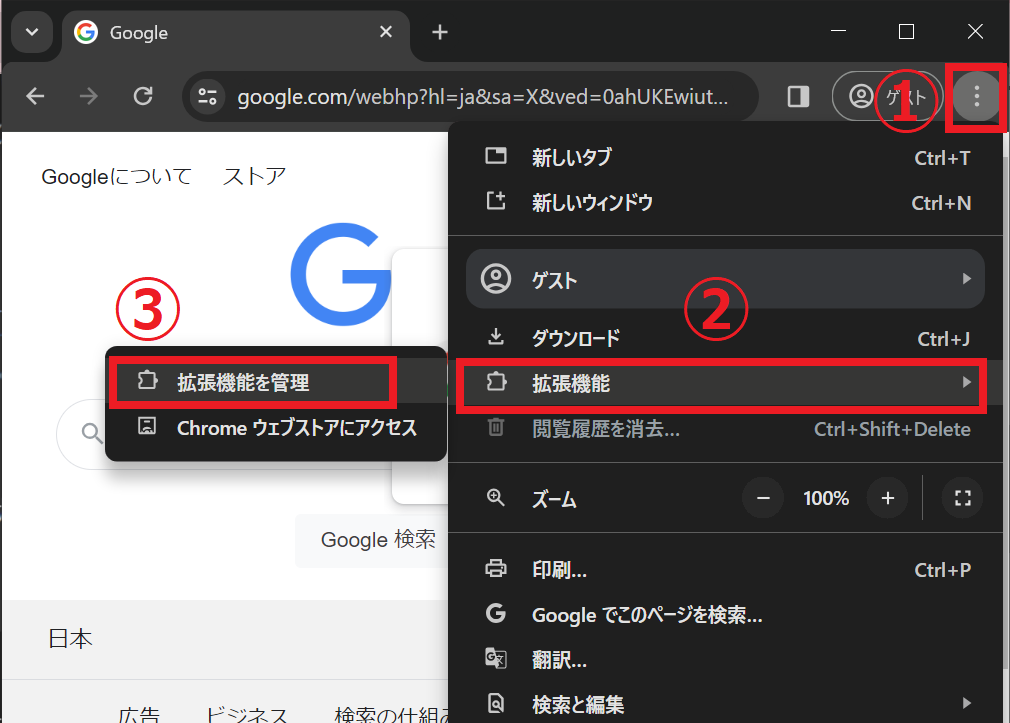 Google
google.com/webhp?hl=ja&sa=X&ved=0ahUKEwiut...
ゲスト
①
Googleについて ストア
新しいタブ Ctrl+T
新しいウィンドウ Ctrl+N
ゲスト
②
③
ダウンロード Ctrl+J
拡張機能
拡張機能を管理
Chrome ウェブストアにアクセス
閲覧履歴を消去... Ctrl+Shift+Delete
ズーム − 100% +
Google 検索
印刷... Ctrl+P
Google でこのページを検索...
日本
翻訳...
検索と編集
広告 ビジネス 検索の仕組み